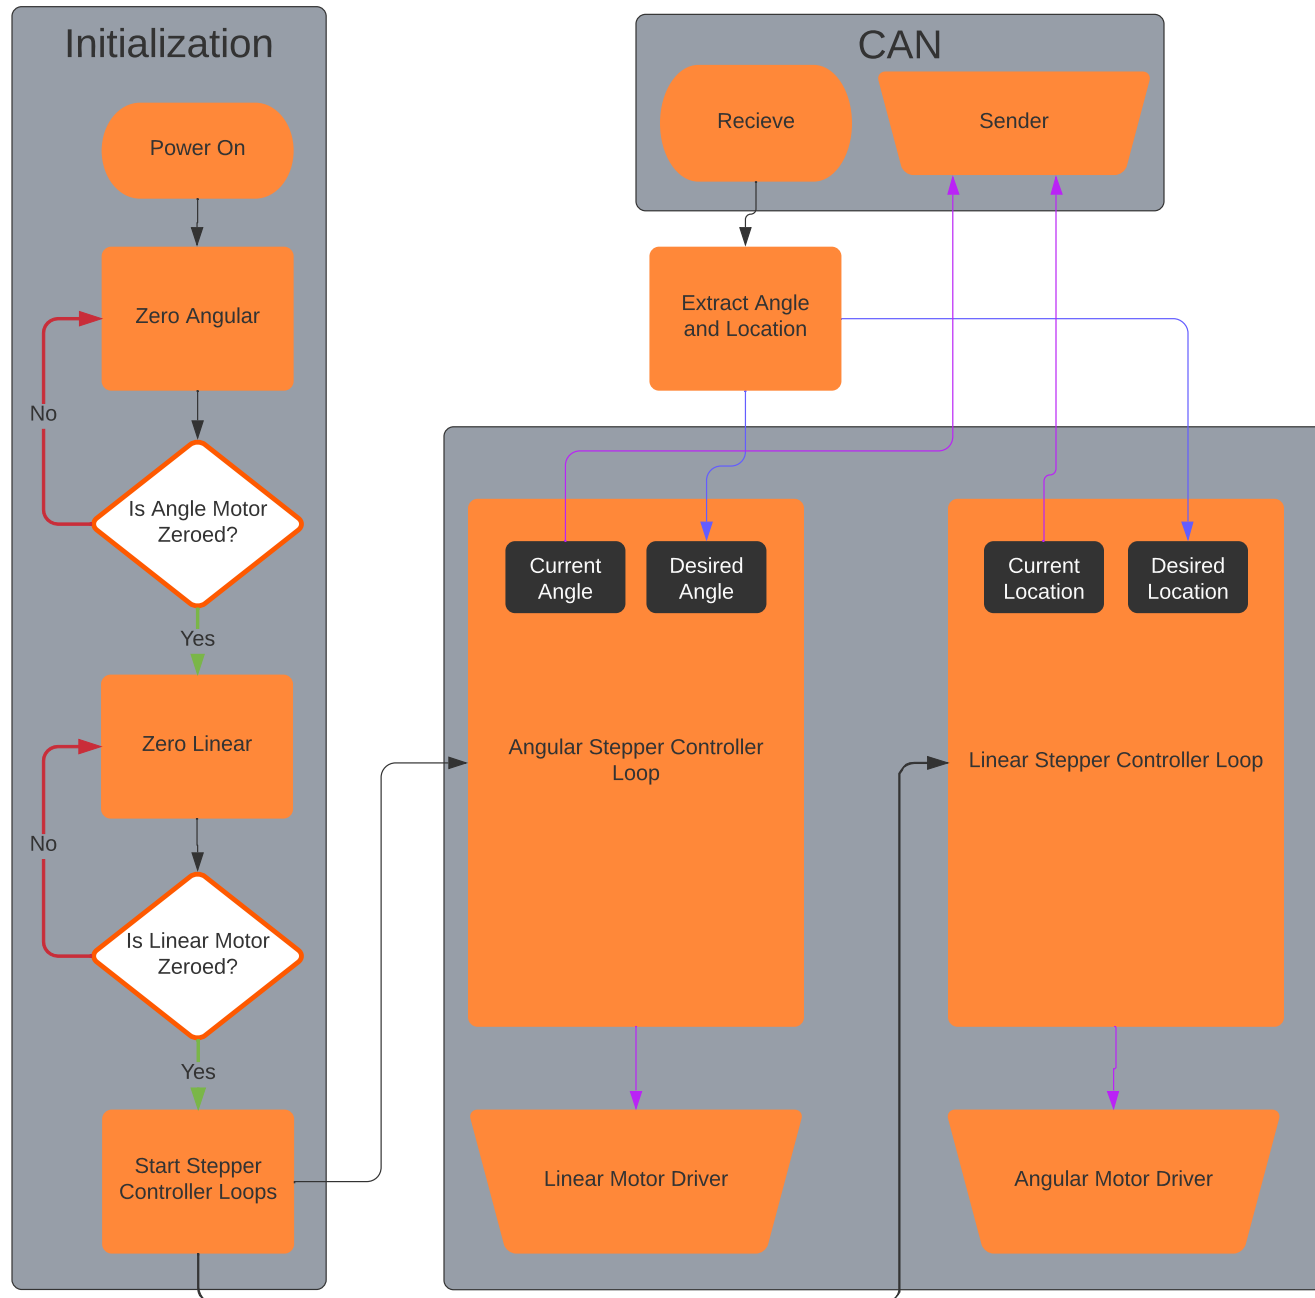 Initialization
Power On
Zero Angular
No
Is Angle Motor
Zeroed?
Yes
Zero Linear
No
Is Linear Motor
Zeroed?
Yes
Start Stepper
Controller Loops
CAN
Recieve
Sender
Extract Angle
and Location
Current
Angle
Desired
Angle
Angular Stepper Controller
Loop
Linear Motor Driver
Current
Location
Desired
Location
Linear Stepper Controller Loop
Angular Motor Driver